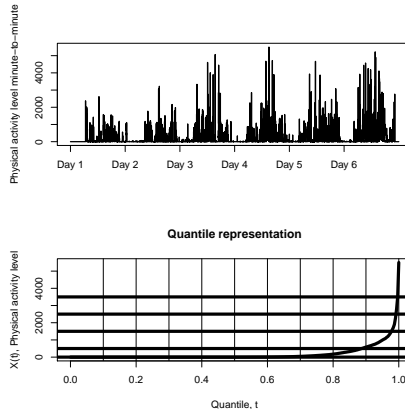 Physical activity level minute−to−minute
4000
2000
0
Day 1 Day 2 Day 3 Day 4 Day 5 Day 6
Quantile representation
X(t), Physical activity level
4000
2000
0
0.0 0.2 0.4 0.6 0.8 1.0
Quantile, t